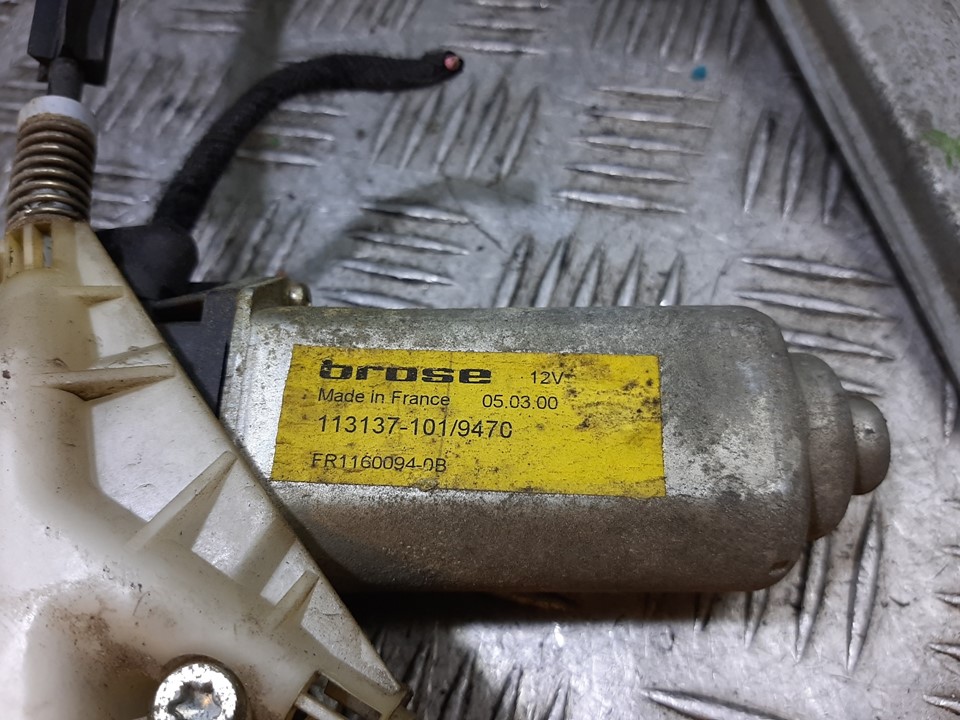 brose 12V
Made in France 05.03.00
113137-101/9470
FR1160094-0B